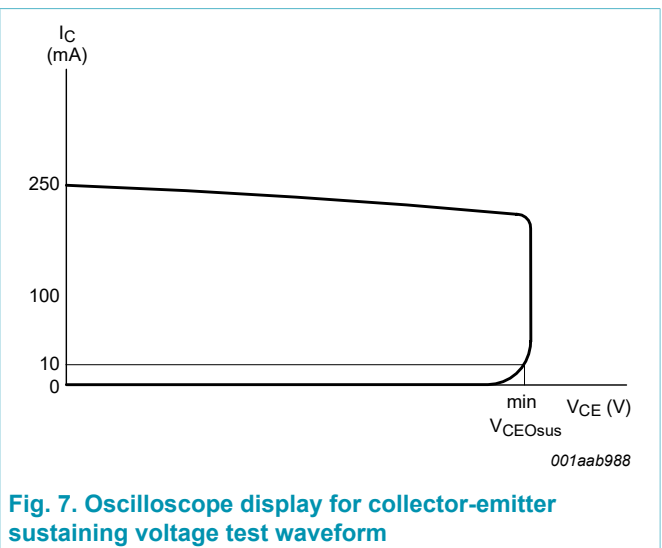 IC
(mA)
250
100
10
0
min
VCEOsus
VCE (V)
001aab988
Fig. 7. Oscilloscope display for collector-emitter
sustaining voltage test waveform